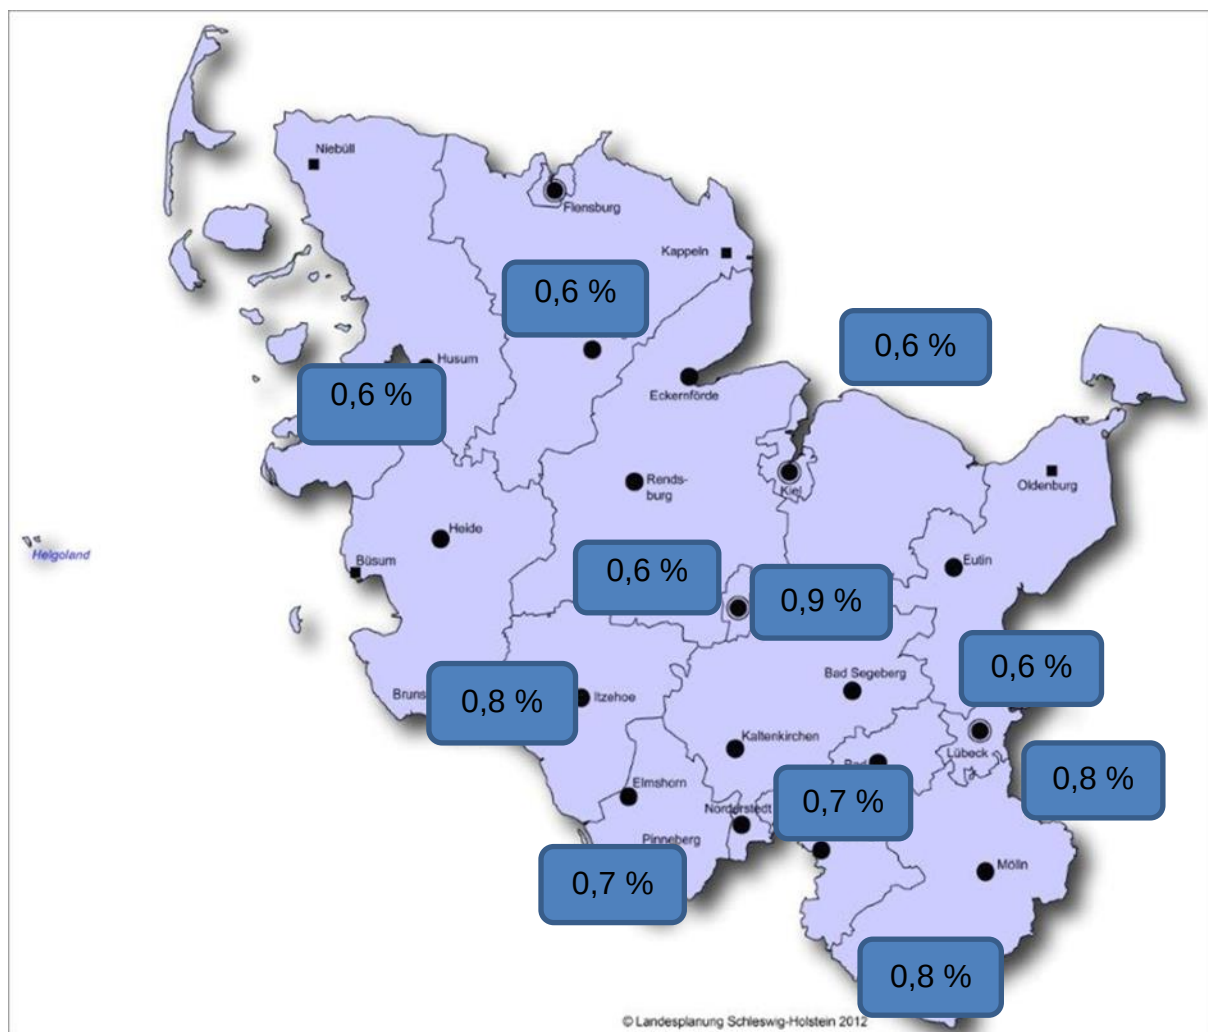 Niebüll
Flensburg
Kappeln
0,6 %
0,6 %
Husum
0,6 %
Eckernförde
Rends-
burg
Kiel
Oldenburg
Heide
Helgoland
Büsum
Eutin
0,6 %
0,9 %
0,6 %
Bad Segeberg
Bruns
0,8 %
Itzehoe
Kaltenkirchen
Lübeck
Bad
0,8 %
Elmshorn
0,7 %
Norderstedt
Pinneberg
0,7 %
Mölln
0,8 %
© Landesplanung Schleswig-Holstein 2012